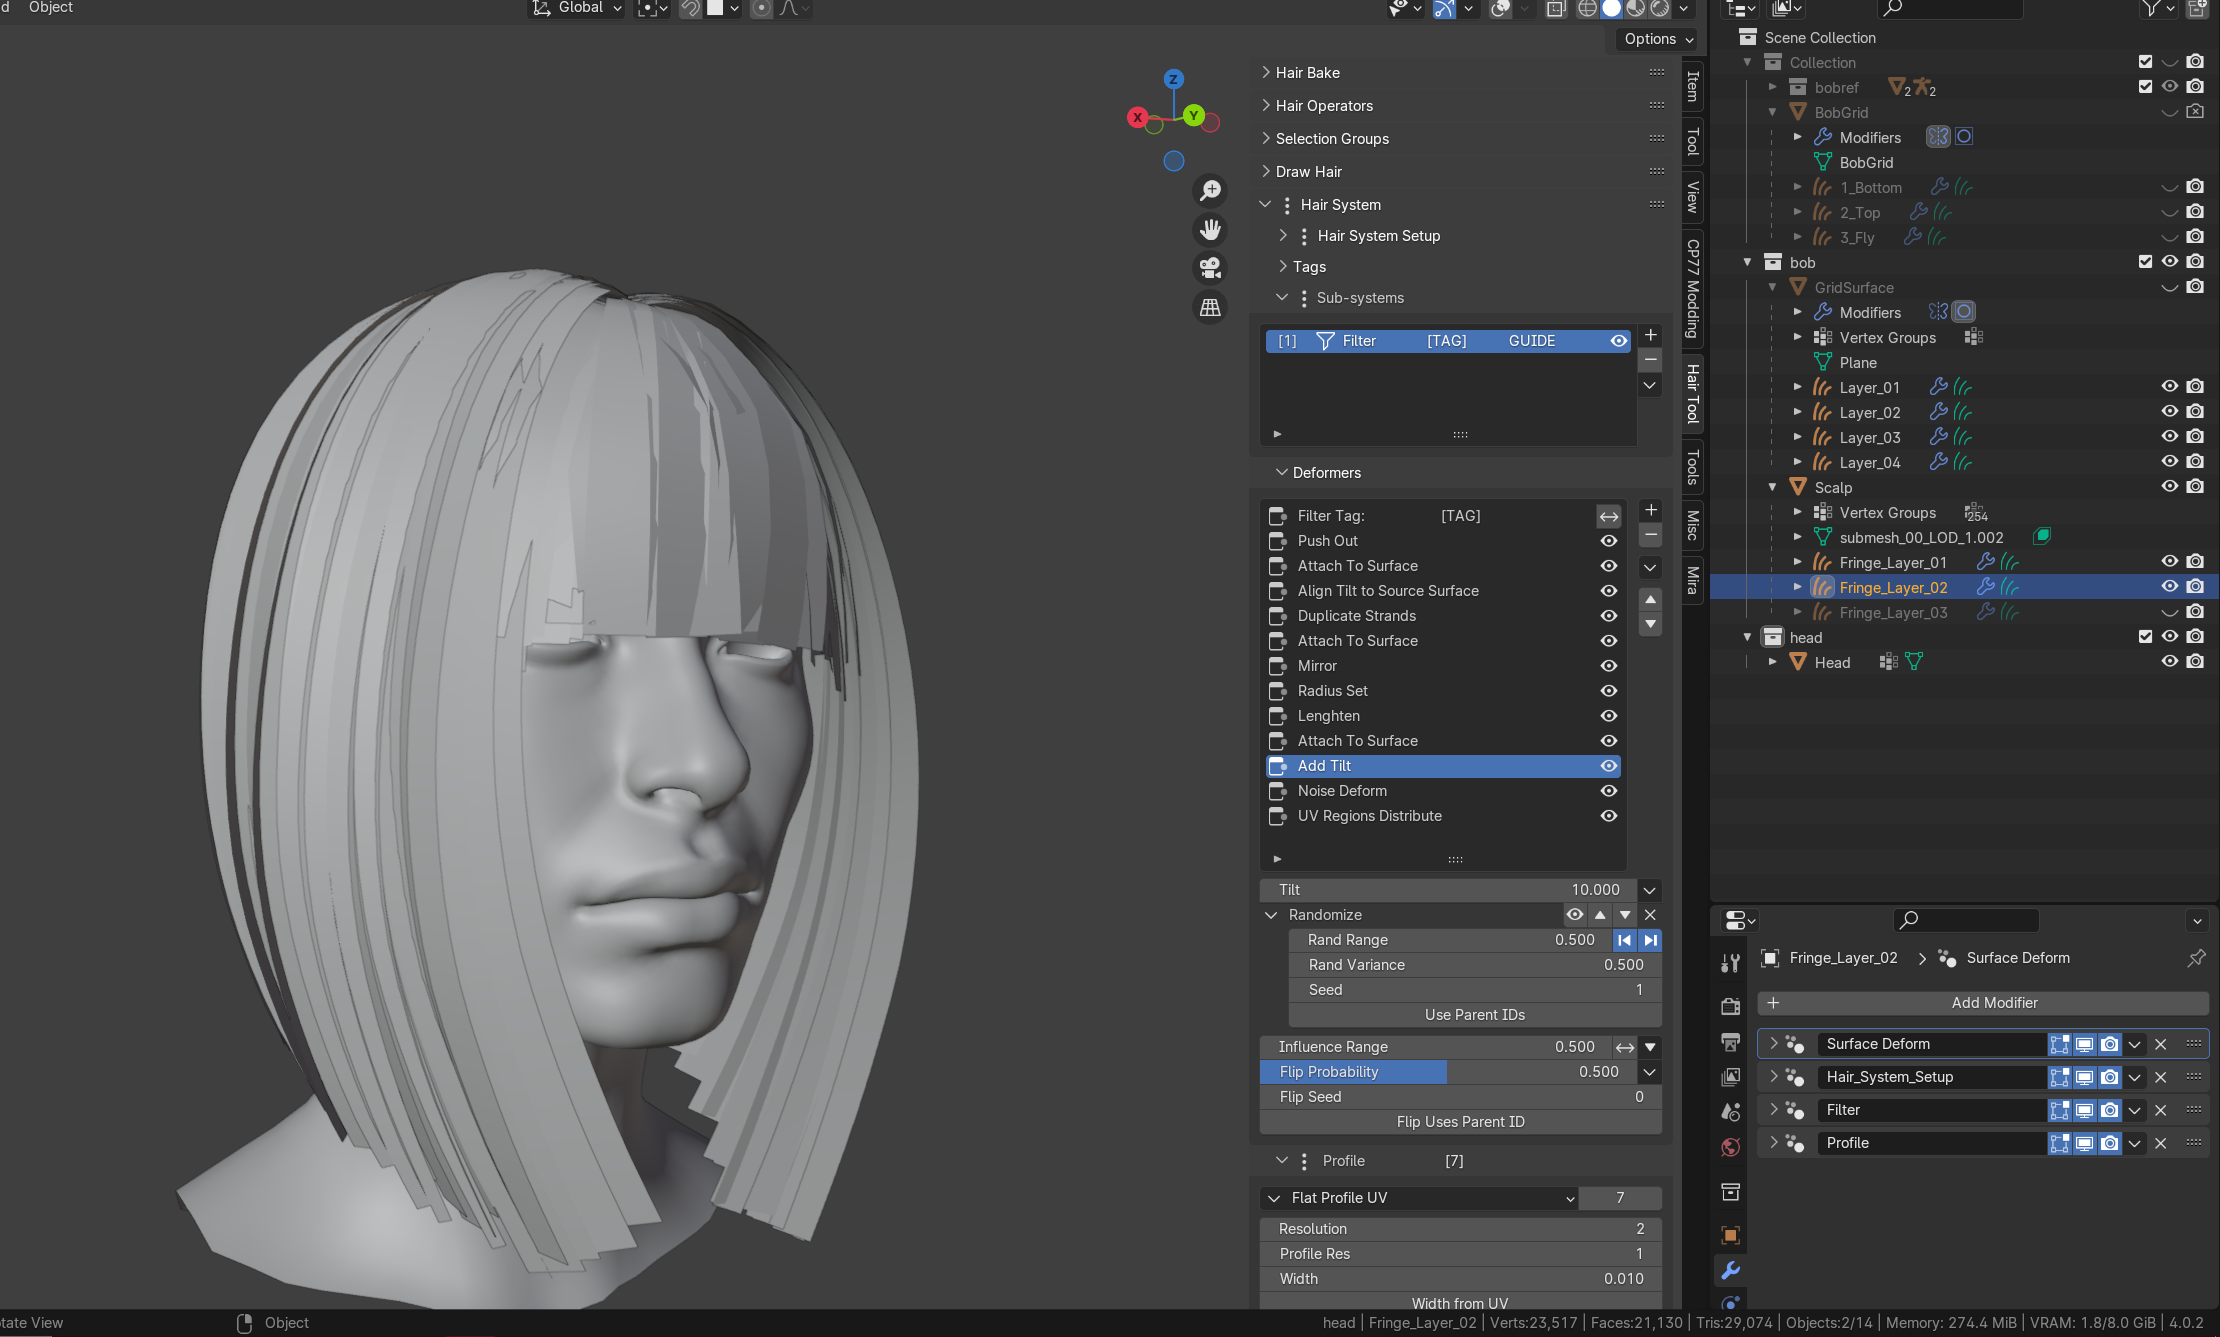 d Object Global
Options
Z
X Y
Hair Bake
Hair Operators
Selection Groups
Draw Hair
Hair System
Hair System Setup
Tags
Sub-systems
[1] Filter [TAG] GUIDE
Deformers
Filter Tag: [TAG]
Push Out
Attach To Surface
Align Tilt to Source Surface
Duplicate Strands
Attach To Surface
Mirror
Radius Set
Lenghten
Attach To Surface
Add Tilt
Noise Deform
UV Regions Distribute
Tilt 10.000
Randomize
Rand Range 0.500
Rand Variance 0.500
Seed 1
Use Parent IDs
Influence Range 0.500
Flip Probability 0.500
Flip Seed 0
Flip Uses Parent ID
Profile [7]
Flat Profile UV 7
Resolution 2
Profile Res 1
Width 0.010
Width from UV
Item
Tool
View
CP77 Modding
Hair Tool
Tools
Misc
Mira
Scene Collection
Collection
bobref 2 2
BobGrid
Modifiers
BobGrid
1_Bottom
2_Top
3_Fly
bob
GridSurface
Modifiers
Vertex Groups
Plane
Layer_01
Layer_02
Layer_03
Layer_04
Scalp
Vertex Groups 254
submesh_00_LOD_1.002
Fringe_Layer_01
Fringe_Layer_02
Fringe_Layer_03
head
Head
Fringe_Layer_02 Surface Deform
Add Modifier
Surface Deform
Hair_System_Setup
Filter
Profile
tate View Object head | Fringe_Layer_02 | Verts:23,517 | Faces:21,130 | Tris:29,074 | Objects:2/14 | Memory: 274.4 MiB | VRAM: 1.8/8.0 GiB | 4.0.2